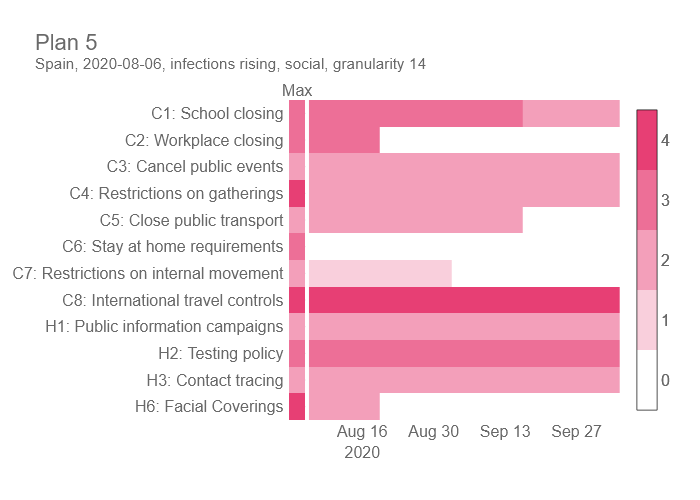 Plan 5
Spain, 2020-08-06, infections rising, social, granularity 14
Max
C1: School closing
C2: Workplace closing
C3: Cancel public events
C4: Restrictions on gatherings
C5: Close public transport
C6: Stay at home requirements
C7: Restrictions on internal movement
C8: International travel controls
H1: Public information campaigns
H2: Testing policy
H3: Contact tracing
H6: Facial Coverings
Aug 16 Aug 30 Sep 13 Sep 27
2020
4
3
2
1
0